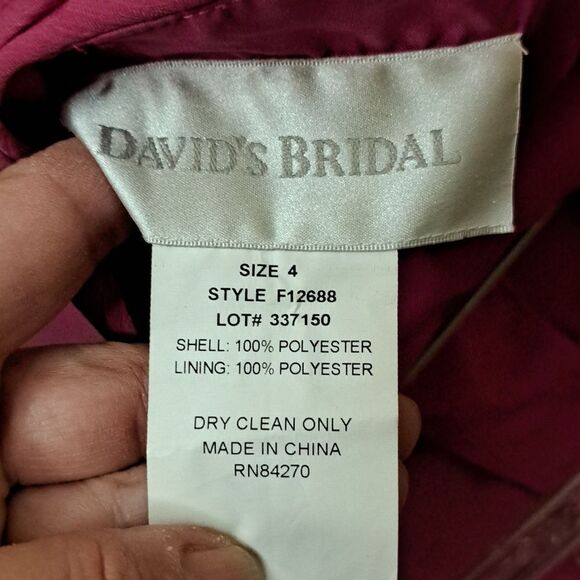 DAVID'S BRIDAL
SIZE 4
STYLE F12688
LOT# 337150
SHELL: 100% POLYESTER
LINING: 100% POLYESTER
DRY CLEAN ONLY
MADE IN CHINA
RN84270